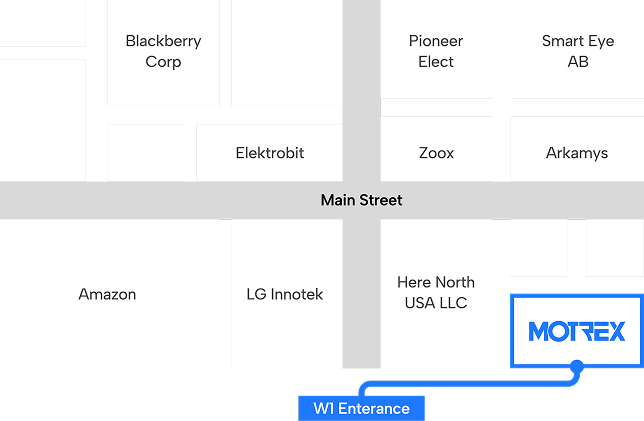 Blackberry
Corp
Pioneer
Elect
Smart Eye
AB
Elektrobit
Zoox
Arkamys
Main Street
Amazon
LG Innotek
Here North
USA LLC
MOTREX
W1 Enterance